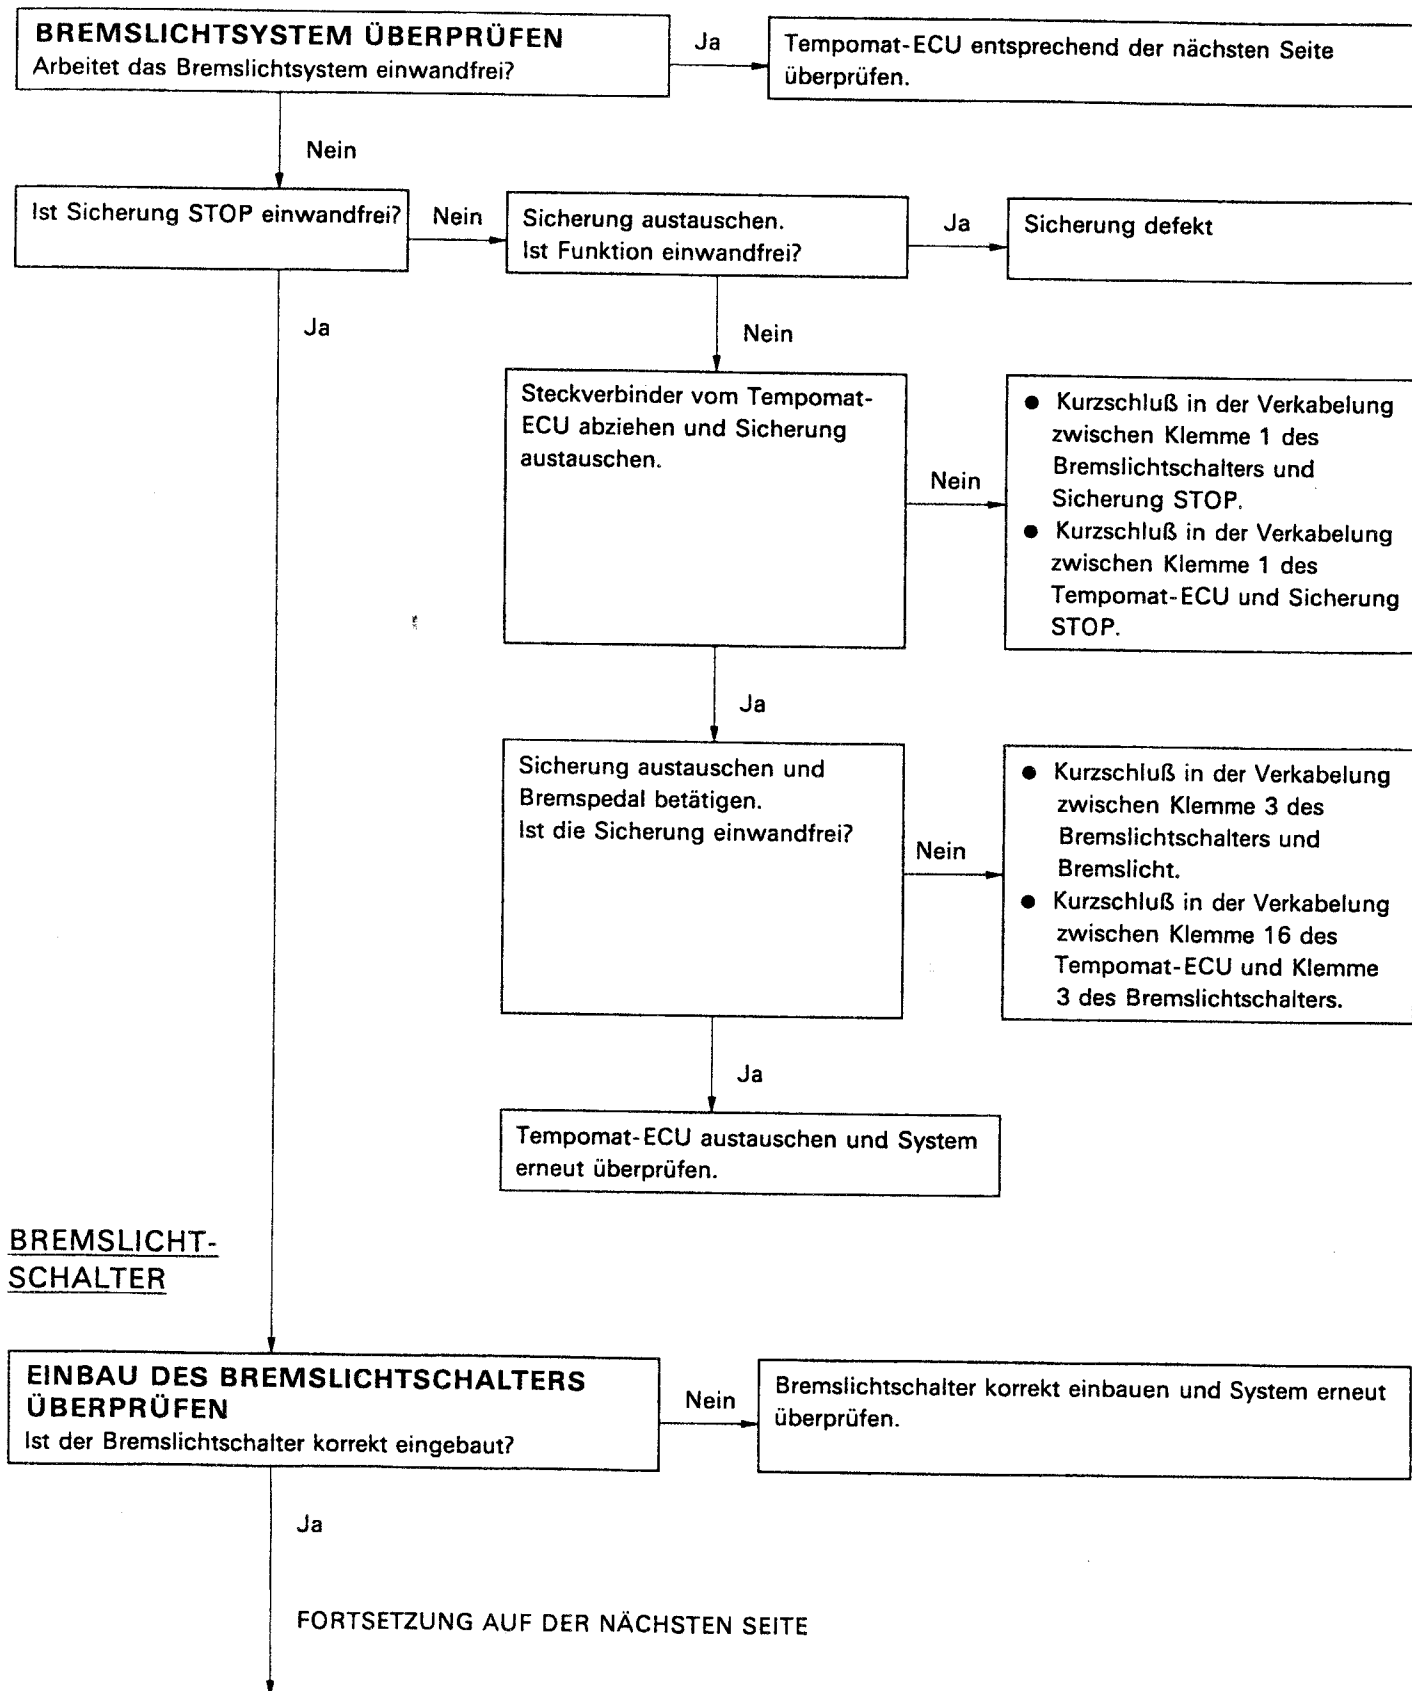 BREMSLICHTSYSTEM ÜBERPRÜFEN
Arbeitet das Bremslichtsystem einwandfrei?
Ja
Tempomat-ECU entsprechend der nächsten Seite
überprüfen.
Nein
Ist Sicherung STOP einwandfrei?
Nein
Sicherung austauschen.
Ist Funktion einwandfrei?
Ja
Sicherung defekt
Ja
Nein
Steckverbinder vom Tempomat-
ECU abziehen und Sicherung
austauschen.
Nein
● Kurzschluß in der Verkabelung
zwischen Klemme 1 des
Bremslichtschalters und
Sicherung STOP.
● Kurzschluß in der Verkabelung
zwischen Klemme 1 des
Tempomat-ECU und Sicherung
STOP.
Ja
Sicherung austauschen und
Bremspedal betätigen.
Ist die Sicherung einwandfrei?
Nein
● Kurzschluß in der Verkabelung
zwischen Klemme 3 des
Bremslichtschalters und
Bremslicht.
● Kurzschluß in der Verkabelung
zwischen Klemme 16 des
Tempomat-ECU und Klemme
3 des Bremslichtschalters.
Ja
Tempomat-ECU austauschen und System
erneut überprüfen.
BREMSLICHT-
SCHALTER
EINBAU DES BREMSLICHTSCHALTERS
ÜBERPRÜFEN
Ist der Bremslichtschalter korrekt eingebaut?
Nein
Bremslichtschalter korrekt einbauen und System erneut
überprüfen.
Ja
FORTSETZUNG AUF DER NÄCHSTEN SEITE